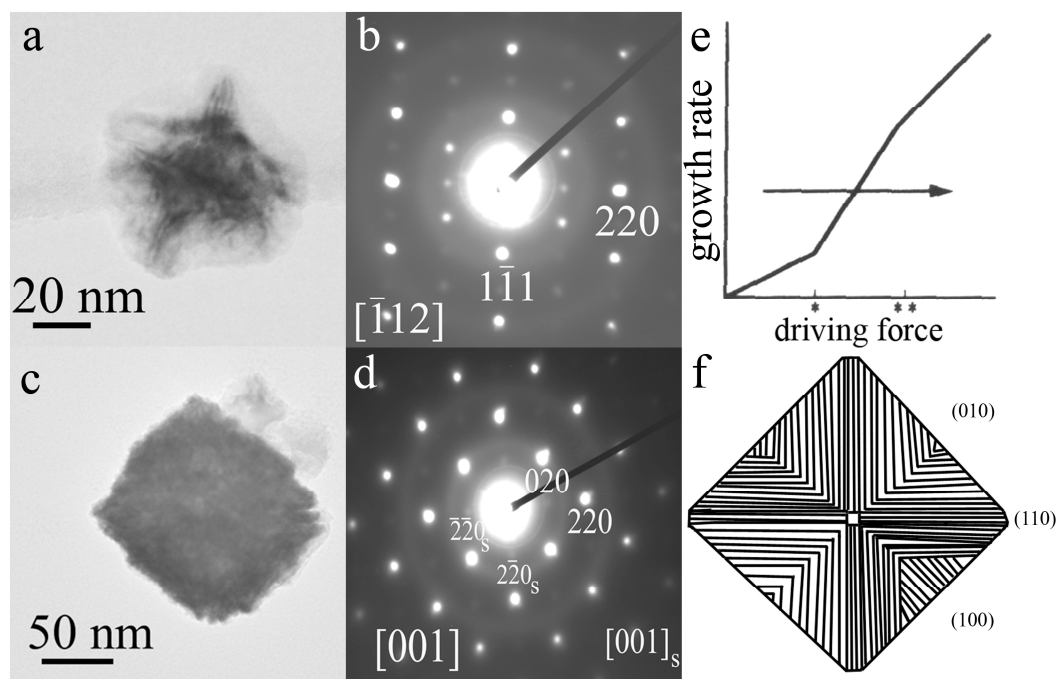 a
20 nm
b
220
11̅1
[1̅12]
e
growth rate
* **
driving force
c
50 nm
d
020
220
2̅2̅0s
22̅0s
[001]
[001]s
f
(010)
(110)
(100)